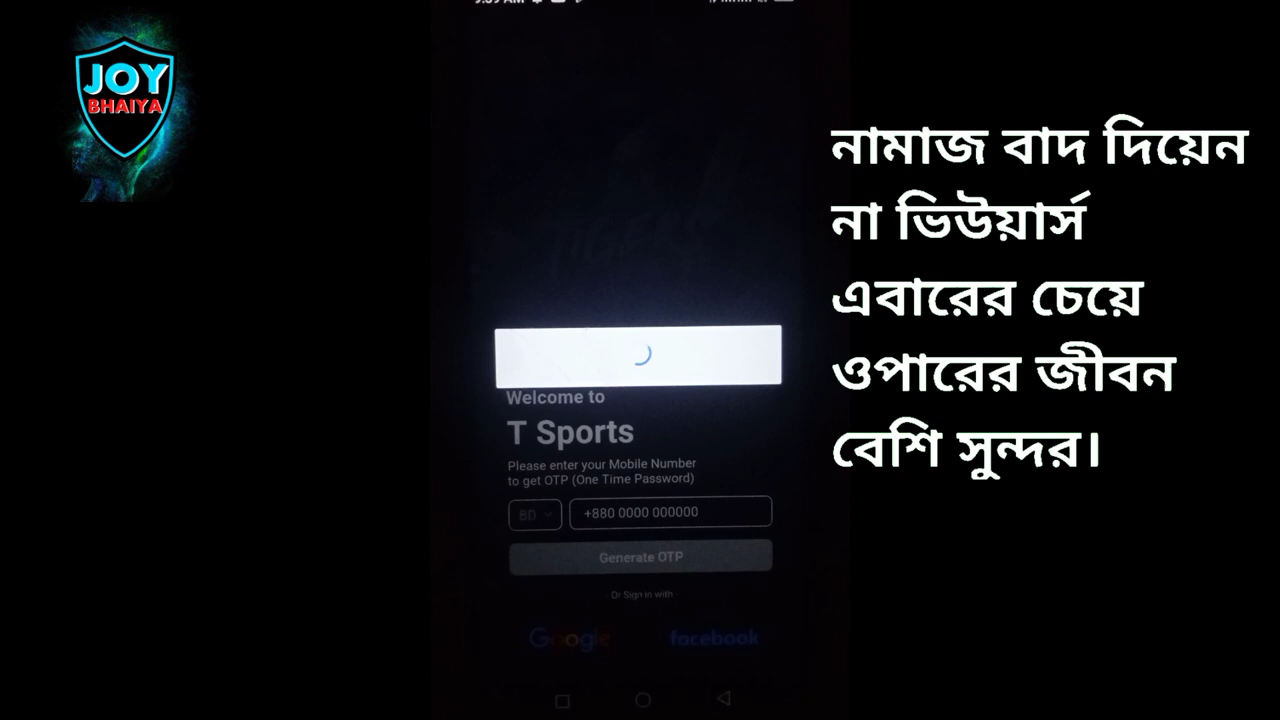 JOY
BHAIYA
নামাজ বাদ দিয়েন
না ভিউয়ার্স
এবারের চেয়ে
ওপারের জীবন
বেশি সুন্দর।
Welcome to
T Sports
Please enter your Mobile Number
to get OTP (One Time Password)
BD +880 0000 000000
Generate OTP
Or Sign in with
Google facebook